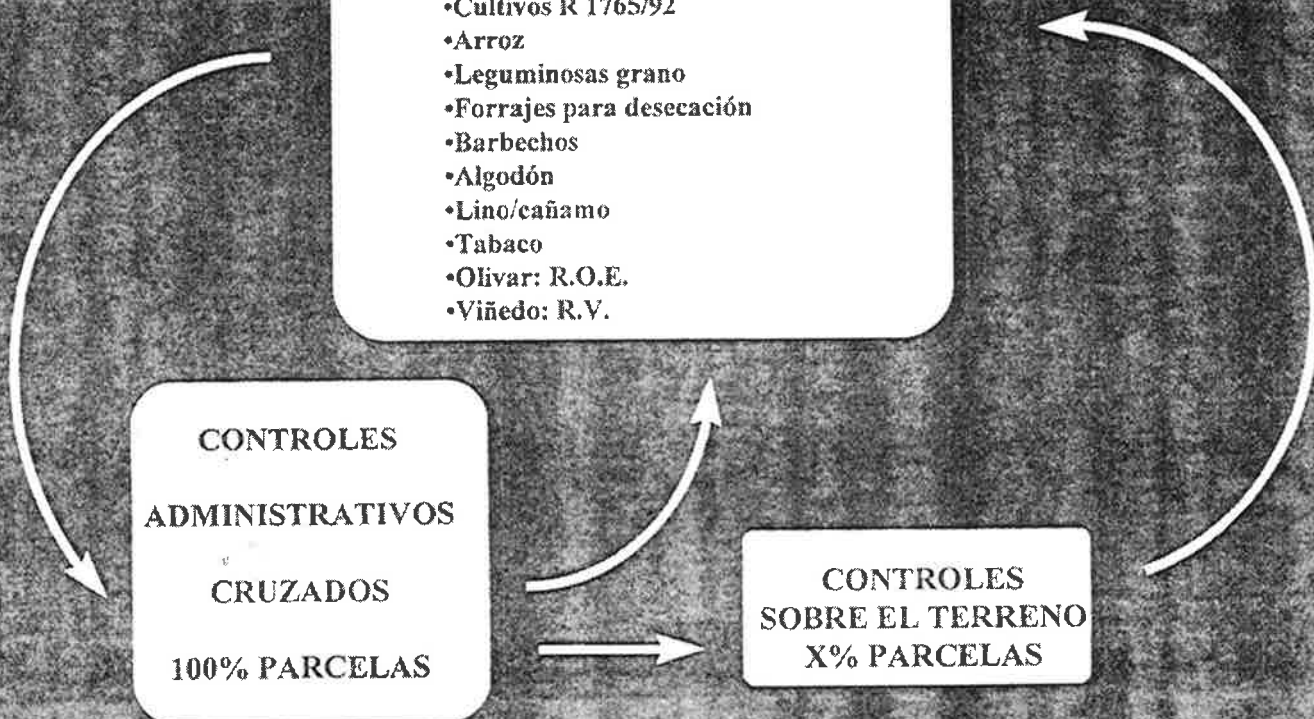 •Cultivos R 1765/92
•Arroz
•Leguminosas grano
•Forrajes para desecación
•Barbechos
•Algodón
•Lino/cañamo
•Tabaco
•Olivar: R.O.E.
•Viñedo: R.V.
CONTROLES
ADMINISTRATIVOS
CRUZADOS
100% PARCELAS
CONTROLES
SOBRE EL TERRENO
X% PARCELAS